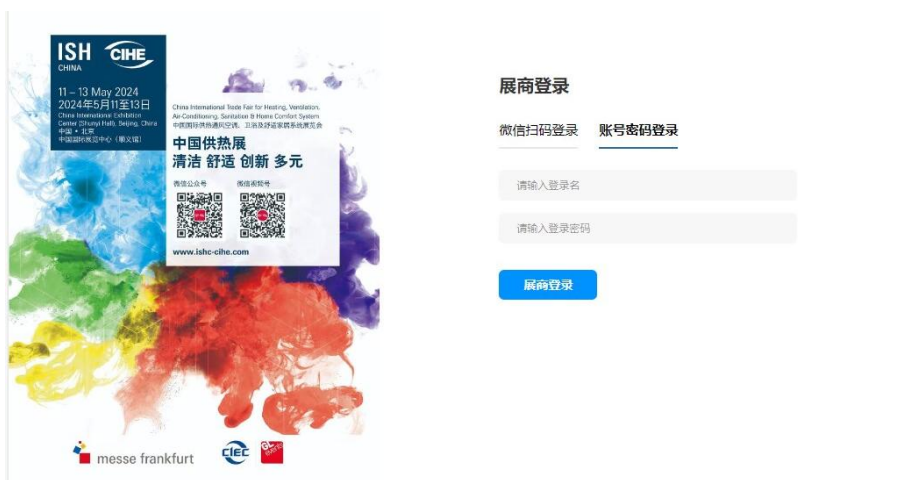 ISH CIHE
CHINA
11 – 13 May 2024
2024年5月11至13日
China International Exhibition
Center (Shunyi Hall), Beijing, China
中国 • 北京
中国国际展览中心（顺义馆）
China International Trade Fair for Heating, Ventilation,
Air-Conditioning, Sanitation & Home Comfort System
中国国际供热通风空调、卫浴及舒适家居系统展览会
中国供热展
清洁 舒适 创新 多元
微信公众号 微信视频号
www.ishc-cihe.com
messe frankfurt CIEC GL events
展商登录
微信扫码登录 账号密码登录
请输入登录名
请输入登录密码
展商登录